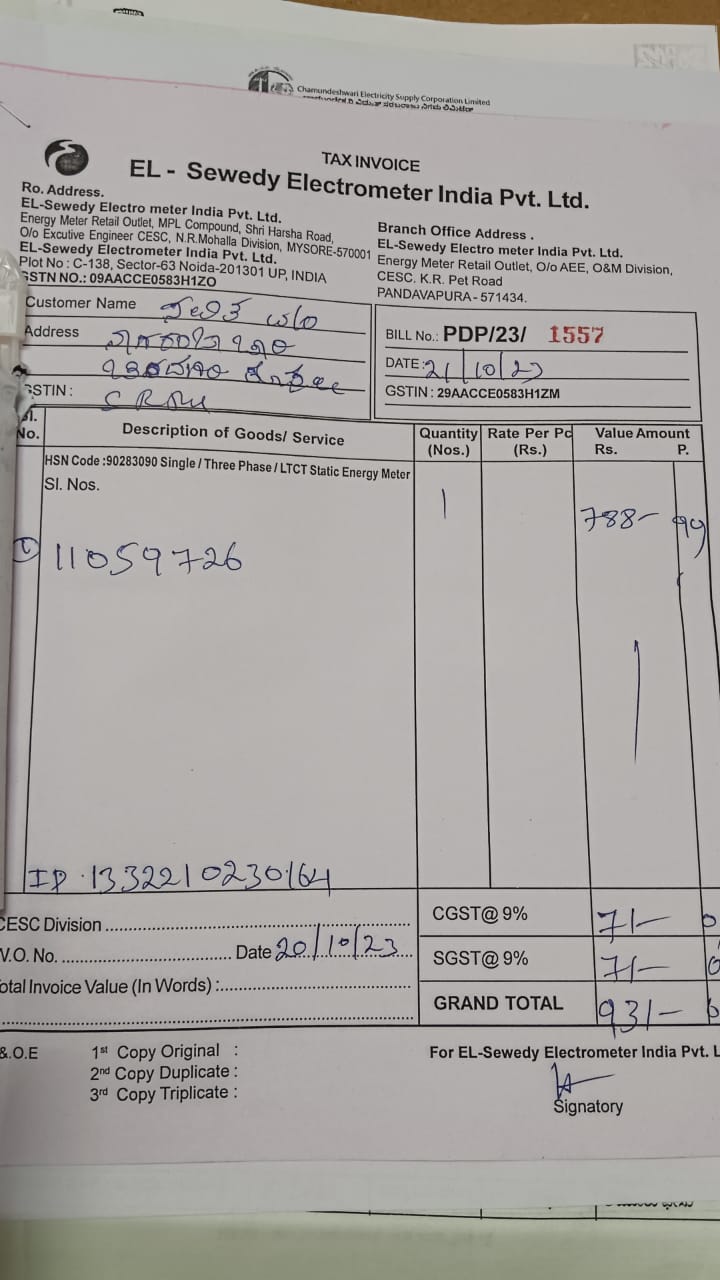 Chamundeshwari Electricity Supply Corporation Limited
TAX INVOICE
EL - Sewedy Electrometer India Pvt. Ltd.
Ro. Address.
EL-Sewedy Electro meter India Pvt. Ltd.
Energy Meter Retail Outlet, MPL Compound, Shri Harsha Road,
O/o Excutive Engineer CESC, N.R.Mohalla Division, MYSORE-570001
EL-Sewedy Electrometer India Pvt. Ltd.
Plot No : C-138, Sector-63 Noida-201301 UP, INDIA
GSTN NO.: 09AACCE0583H1ZO
Branch Office Address .
EL-Sewedy Electro meter India Pvt. Ltd.
Energy Meter Retail Outlet, O/o AEE, O&M Division,
CESC. K.R. Pet Road
PANDAVAPURA - 571434.
Customer Name
Address
GSTIN :
BILL No.: PDP/23/ 1557
DATE : 21/10/23
GSTIN : 29AACCE0583H1ZM
Sl. No. Description of Goods/ Service Quantity (Nos.) Rate Per Pc (Rs.) Value Amount Rs. P.
HSN Code :90283090 Single / Three Phase / LTCT Static Energy Meter
Sl. Nos.
1 788- 99
① 11059726
IP. 1332210230164
CESC Division
CGST@ 9% 71-
V.O. No. Date 20/10/23
SGST@ 9% 71-
otal Invoice Value (In Words) :
GRAND TOTAL 931-
&.O.E
1st Copy Original :
2nd Copy Duplicate :
3rd Copy Triplicate :
For EL-Sewedy Electrometer India Pvt. L
Signatory